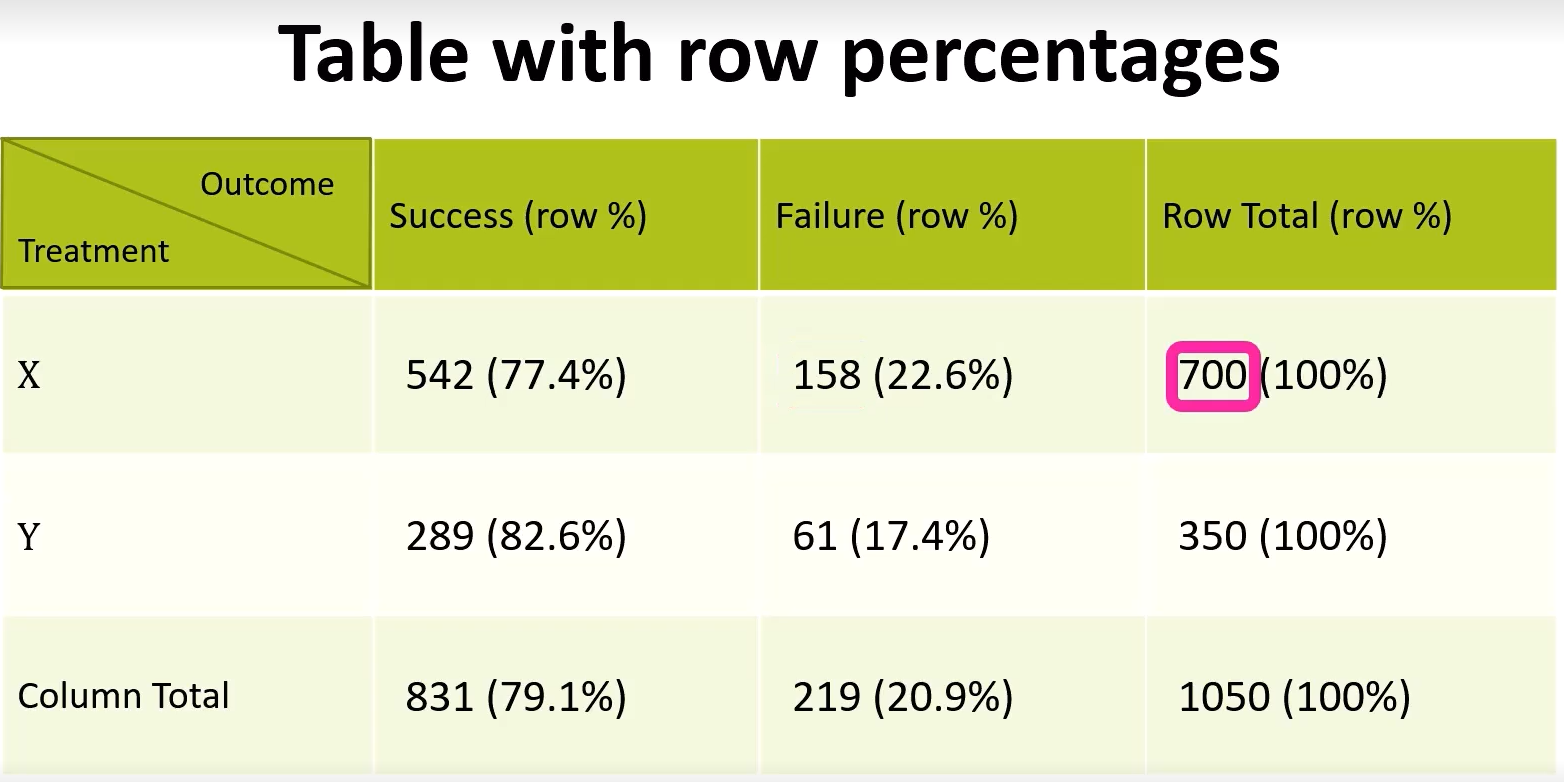 Table with row percentages
Outcome
Treatment
Success (row %)
Failure (row %)
Row Total (row %)
X
542 (77.4%)
158 (22.6%)
700 (100%)
Y
289 (82.6%)
61 (17.4%)
350 (100%)
Column Total
831 (79.1%)
219 (20.9%)
1050 (100%)